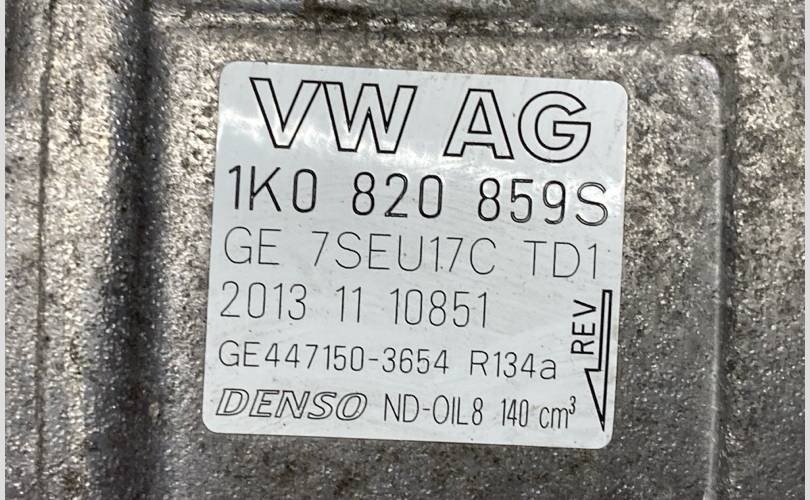 VW AG
1K0 820 859S
GE 7SEU17C TD1
2013 11 10851
REV
GE447150-3654 R134a
DENSO ND-OIL8 140 cm³